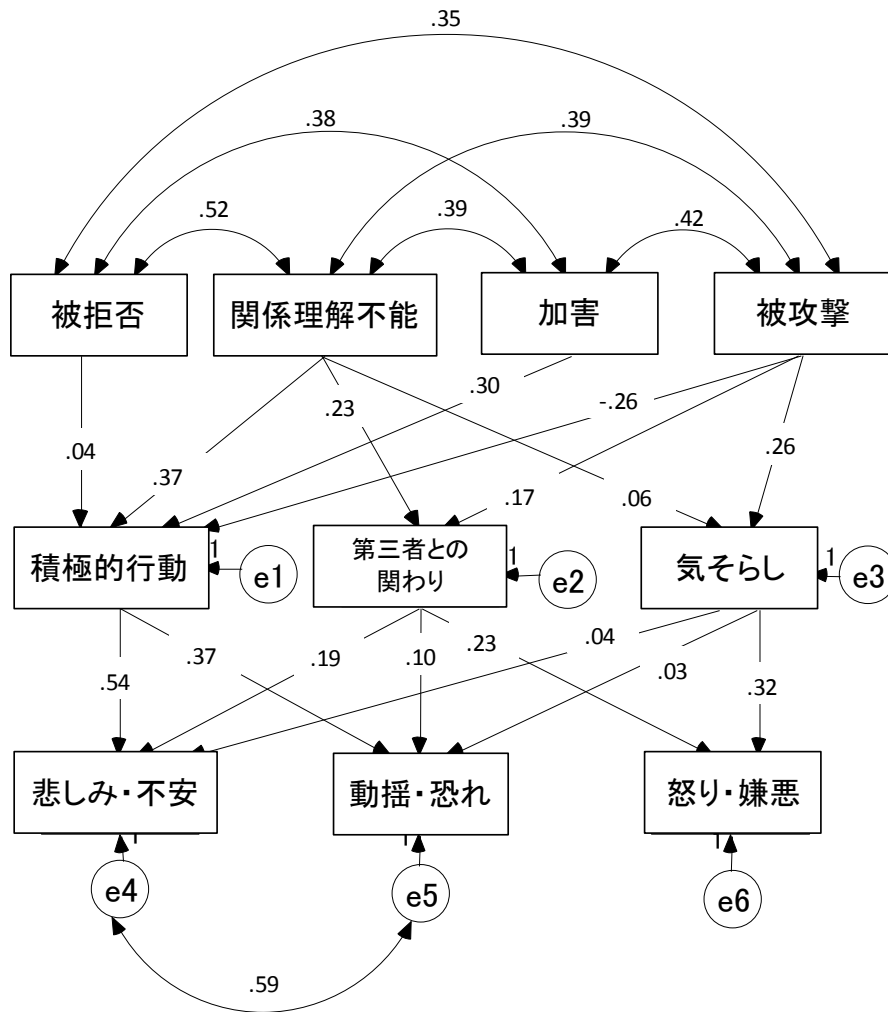 .35
.38
.39
.52
.39
.42
被拒否
関係理解不能
加害
被攻撃
.04
.37
.23
.30
-.26
.17
.06
.26
積極的行動
1
e1
第三者との
関わり
1
e2
気そらし
1
e3
.54
.37
.19
.10
.23
.04
.03
.32
悲しみ・不安
動揺・恐れ
怒り・嫌悪
e4
e5
e6
.59